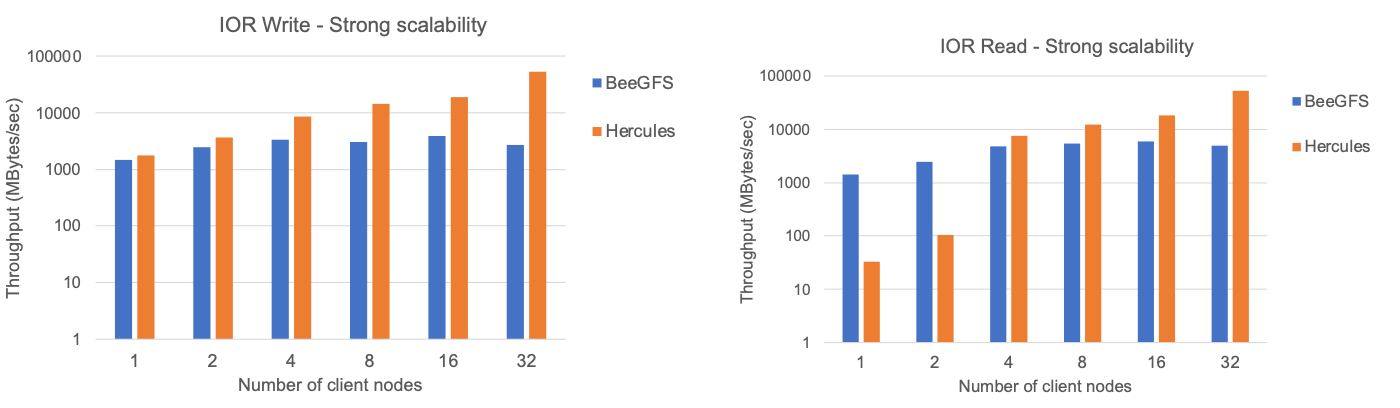 IOR Write - Strong scalability
100000
10000
1000
100
10
1
Throughput (MBytes/sec)
1 2 4 8 16 32
Number of client nodes
BeeGFS
Hercules
IOR Read - Strong scalability
100000
10000
1000
100
10
1
Throughput (MBytes/sec)
1 2 4 8 16 32
Number of client nodes
BeeGFS
Hercules